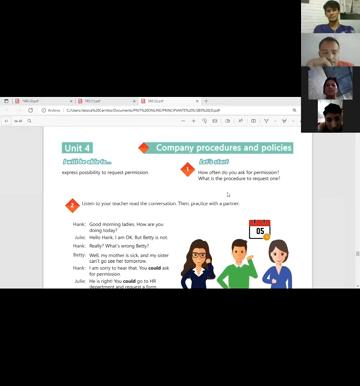 Archivo
C:/Users/
Unit 4
Company procedures and policies
I will be able to...
express possibility to request permission.
Let's start
1
How often do you ask for permission?
What is the procedure to request one?
2
Listen to your teacher read the conversation. Then, practice with a partner.
Hank: Good morning ladies. How are you
doing today?
Julie: Hello Hank, I am OK. But Betty is not.
Hank: Really? What's wrong Betty?
Betty: Well, my mother is sick, and my sister
can't go see her tomorrow.
Hank: I am sorry to hear that. You could ask
for permission.
Julie: He is right! You could go to HR
department and request a form.
05